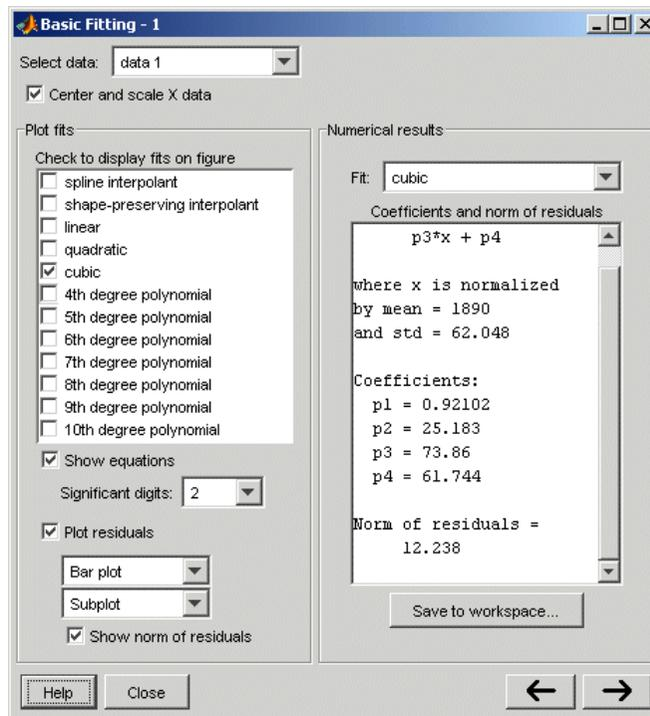 Basic Fitting - 1
Select data: data 1
Center and scale X data
Plot fits
Check to display fits on figure
spline interpolant
shape-preserving interpolant
linear
quadratic
cubic
4th degree polynomial
5th degree polynomial
6th degree polynomial
7th degree polynomial
8th degree polynomial
9th degree polynomial
10th degree polynomial
Show equations
Significant digits: 2
Plot residuals
Bar plot
Subplot
Show norm of residuals
Numerical results
Fit: cubic
Coefficients and norm of residuals
p3*x + p4
where x is normalized
by mean = 1890
and std = 62.048
Coefficients:
p1 = 0.92102
p2 = 25.183
p3 = 73.86
p4 = 61.744
Norm of residuals =
12.238
Save to workspace...
Help
Close